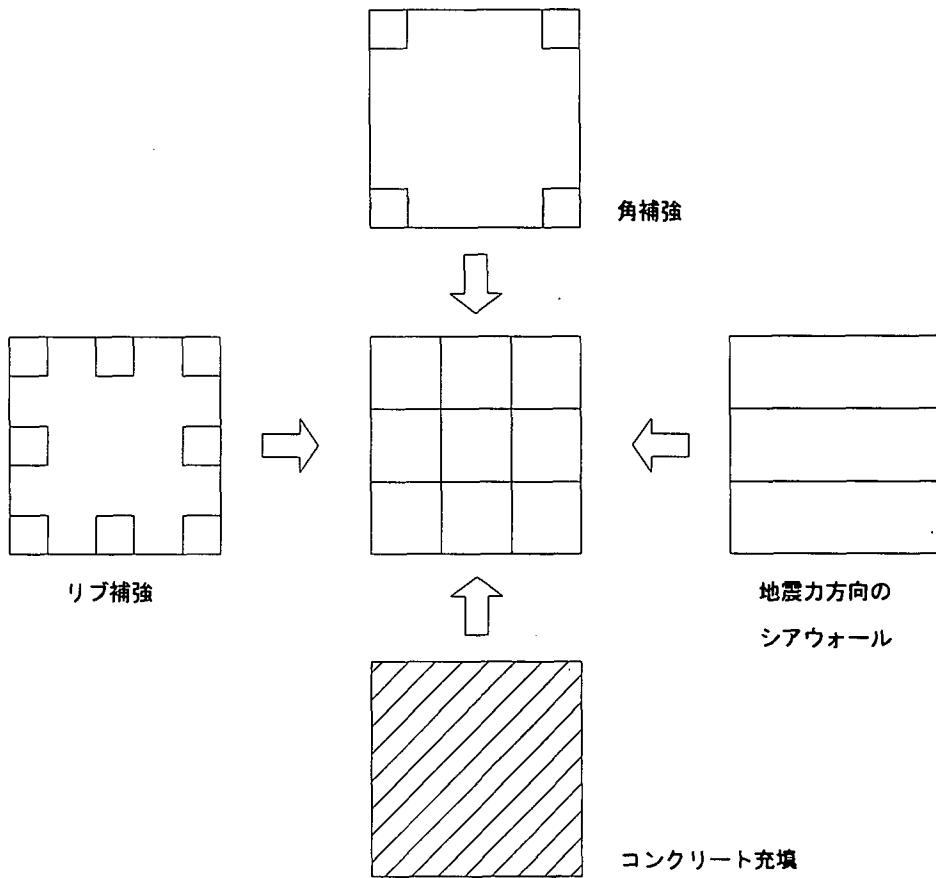 角補強
リブ補強
地震力方向の
シアウォール
コンクリート充填